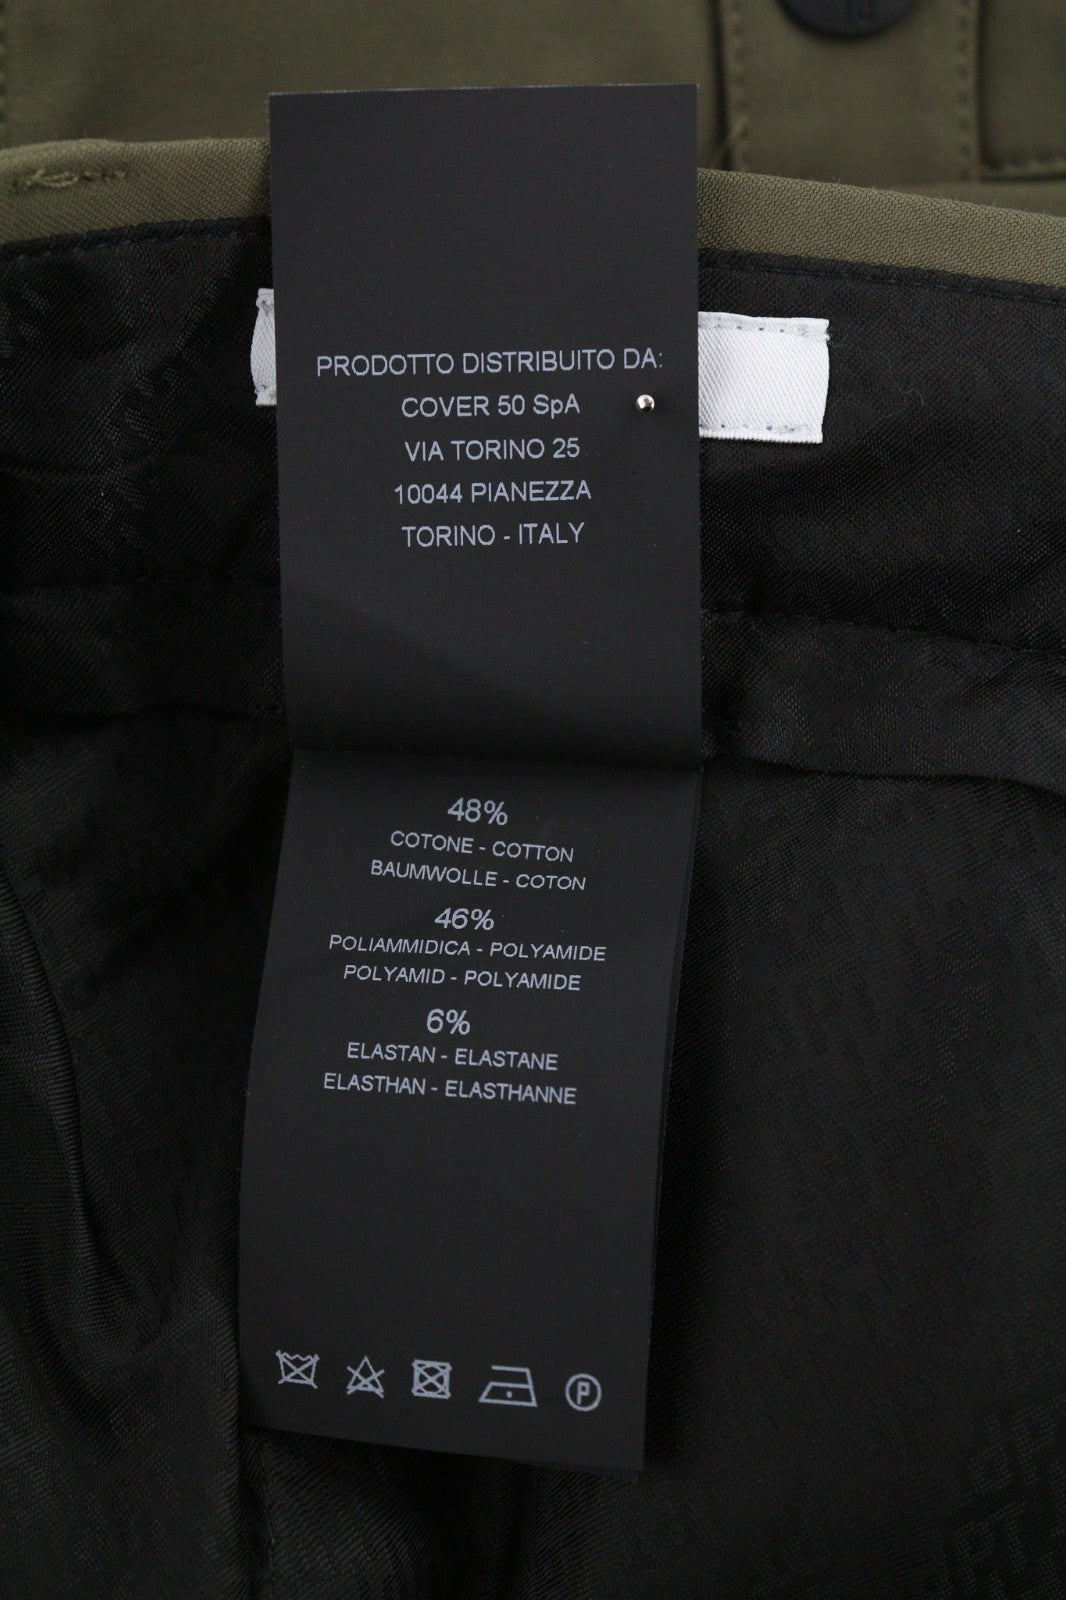 14
PRODOTTO DISTRIBUITO DA:
COVER 50 SpA
VIA TORINO 25
10044 PIANEZZA
TORINO - ITALY
48%
COTONE - COTTON
BAUMWOLLE - COTON
46%
POLIAMMIDICA - POLYAMIDE
POLYAMID - POLYAMIDE
6%
ELASTAN - ELASTANE
ELASTHAN - ELASTHANNE
P